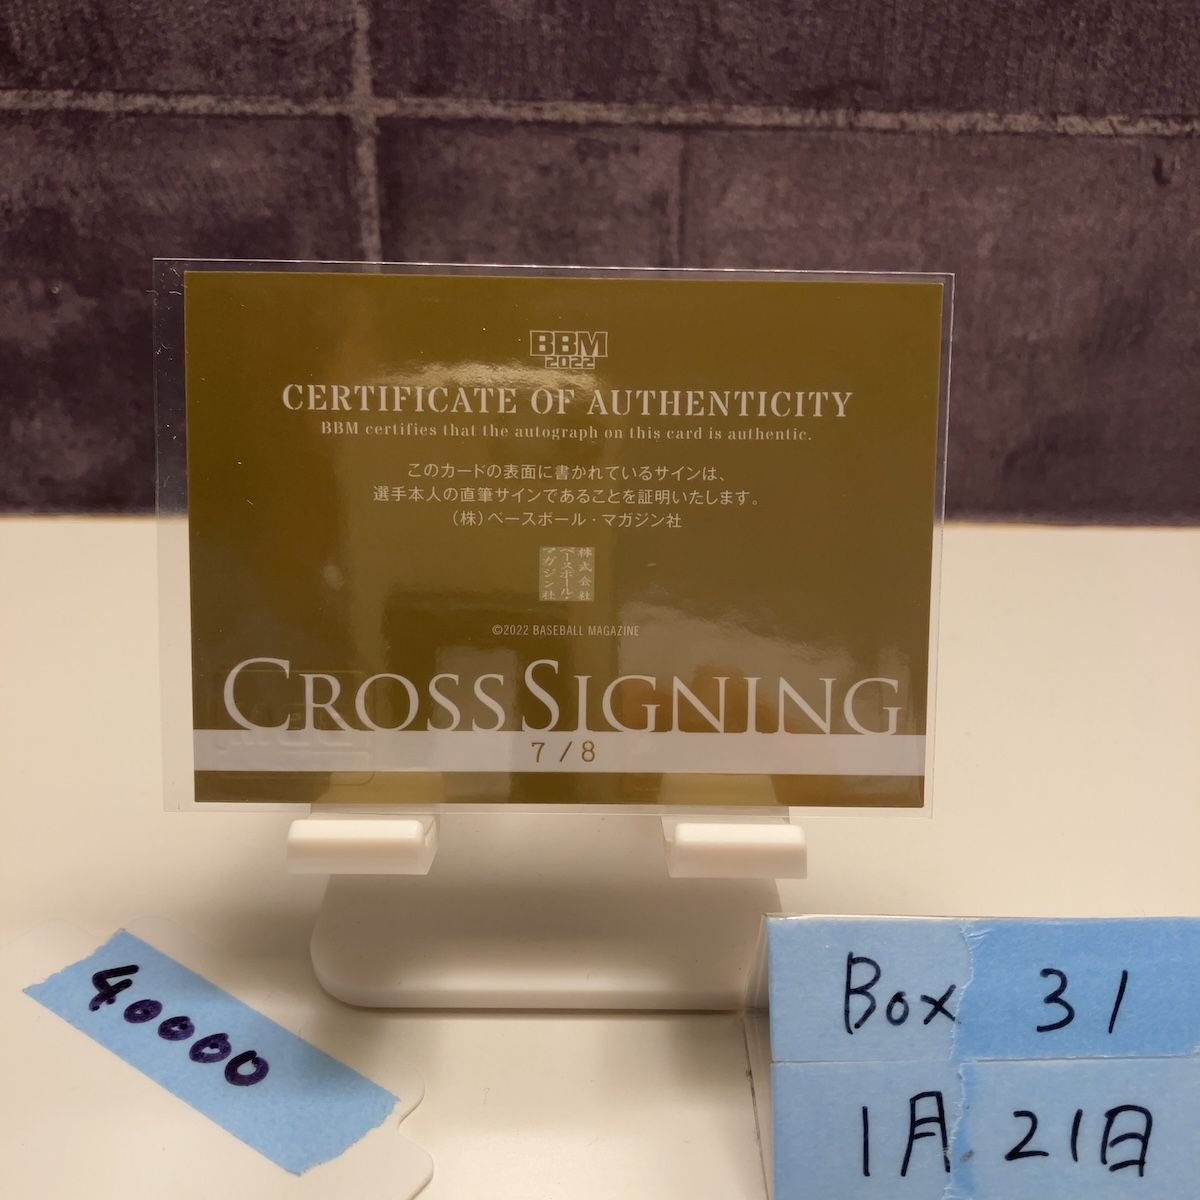 BBM
2022
CERTIFICATE OF AUTHENTICITY
BBM certifies that the autograph on this card is authentic.
このカードの表面に書かれているサインは、
選手本人の直筆サインであることを証明いたします。
（株）ベースボール・マガジン社
株式会社
ベースボール・
マガジン社
©2022 BASEBALL MAGAZINE
CROSSSIGNING
7/8
40000
Box 31
1月21日